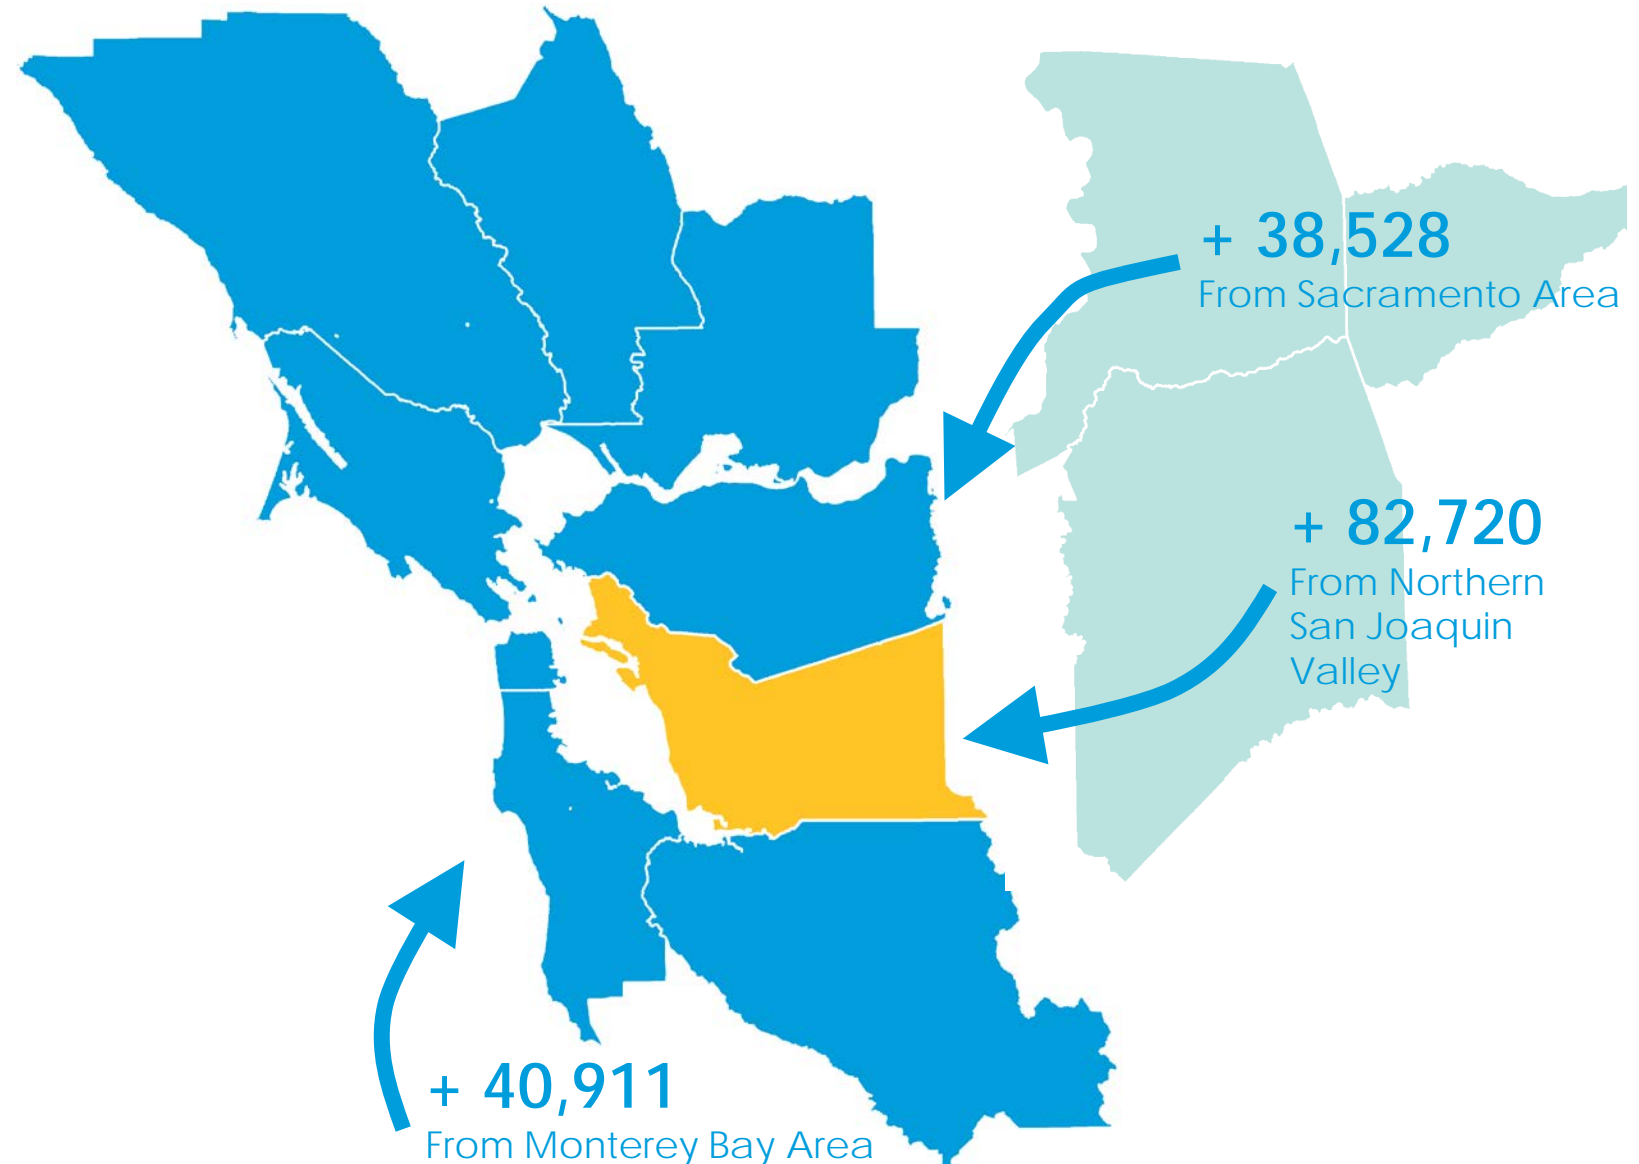 + 38,528
From Sacramento Area
+ 82,720
From Northern
San Joaquin
Valley
+ 40,911
From Monterey Bay Area